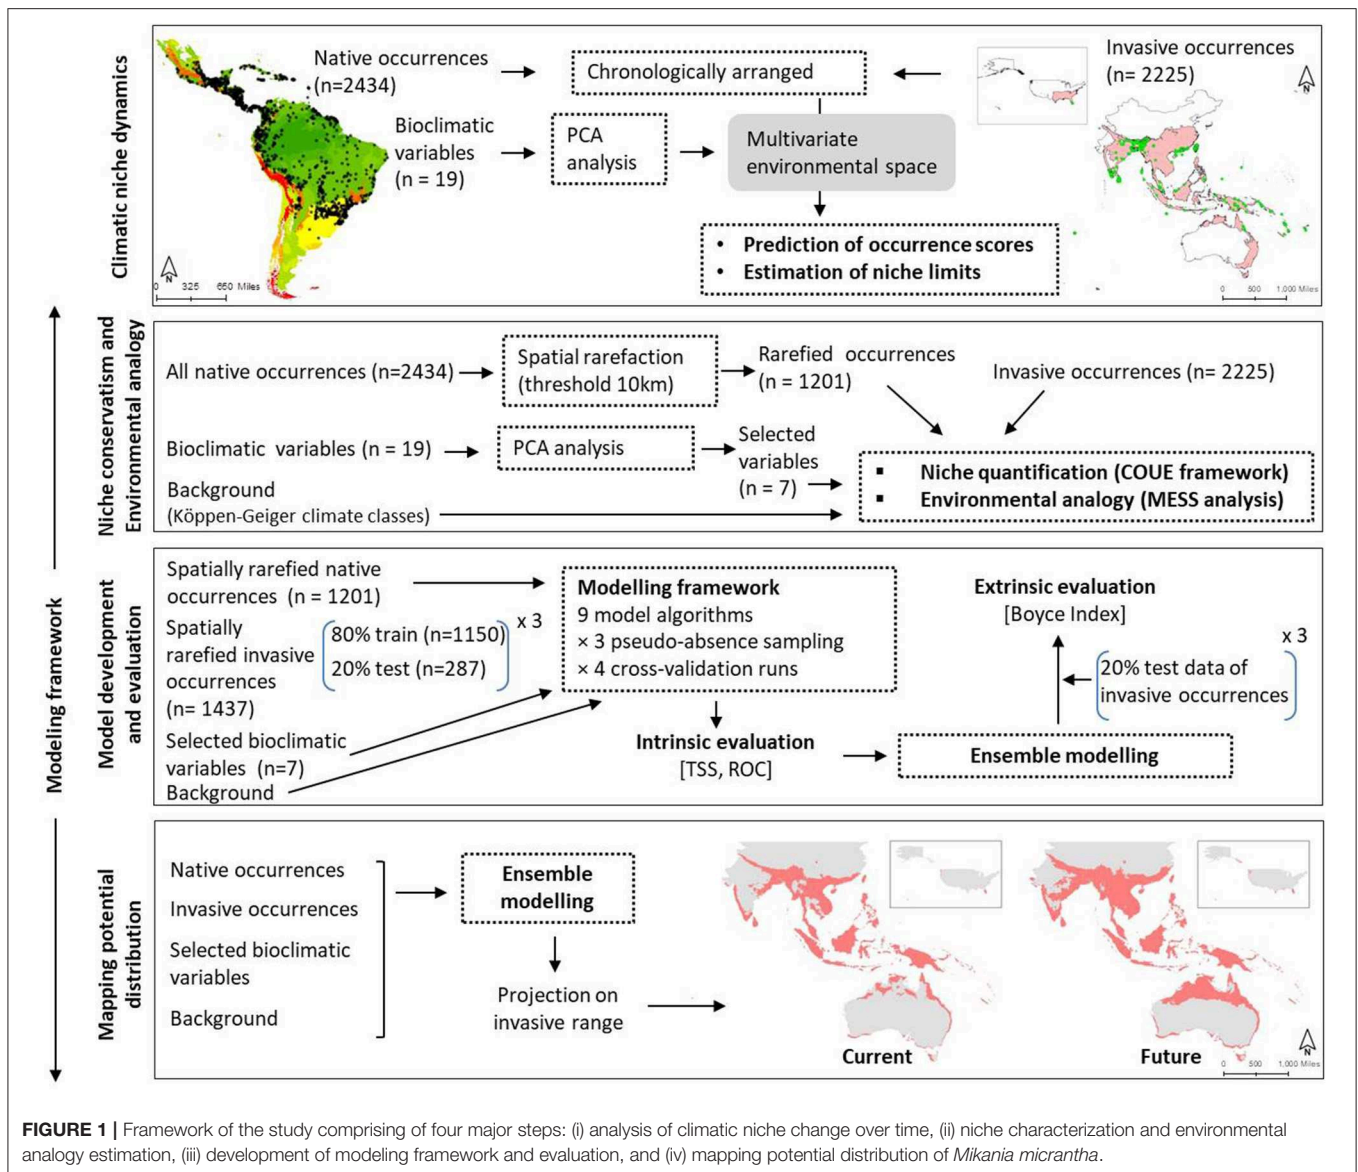 Modeling framework
Climatic niche dynamics
Native occurrences
(n=2434)
Chronologically arranged
Invasive occurrences
(n= 2225)
N
Bioclimatic
variables
(n = 19)
PCA
analysis
Multivariate
environmental space
• Prediction of occurrence scores
• Estimation of niche limits
N
0 325 650 Miles
0 500 1,000 Miles
Niche conservatism and
Environmental analogy
All native occurrences (n=2434)
Spatial rarefaction
(threshold 10km)
Rarefied occurrences
(n = 1201)
Invasive occurrences (n= 2225)
Bioclimatic variables (n = 19)
PCA analysis
Selected
variables
(n = 7)
Background
(Köppen-Geiger climate classes)
▪ Niche quantification (COUE framework)
▪ Environmental analogy (MESS analysis)
Model development
and evaluation
Spatially rarefied native
occurrences (n = 1201)
Spatially
rarefied invasive
occurrences
(n= 1437)
80% train (n=1150)
20% test (n=287)
x 3
Selected bioclimatic
variables (n=7)
Background
Modelling framework
9 model algorithms
× 3 pseudo-absence sampling
× 4 cross-validation runs
Intrinsic evaluation
[TSS, ROC]
Extrinsic evaluation
[Boyce Index]
x 3
20% test data of
invasive occurrences
Ensemble modelling
Mapping potential
distribution
Native occurrences
Invasive occurrences
Selected bioclimatic
variables
Background
Ensemble
modelling
Projection on
invasive range
Current
Future
N
0 500 1,000 Miles
FIGURE 1 | Framework of the study comprising of four major steps: (i) analysis of climatic niche change over time, (ii) niche characterization and environmental
analogy estimation, (iii) development of modeling framework and evaluation, and (iv) mapping potential distribution of Mikania micrantha.